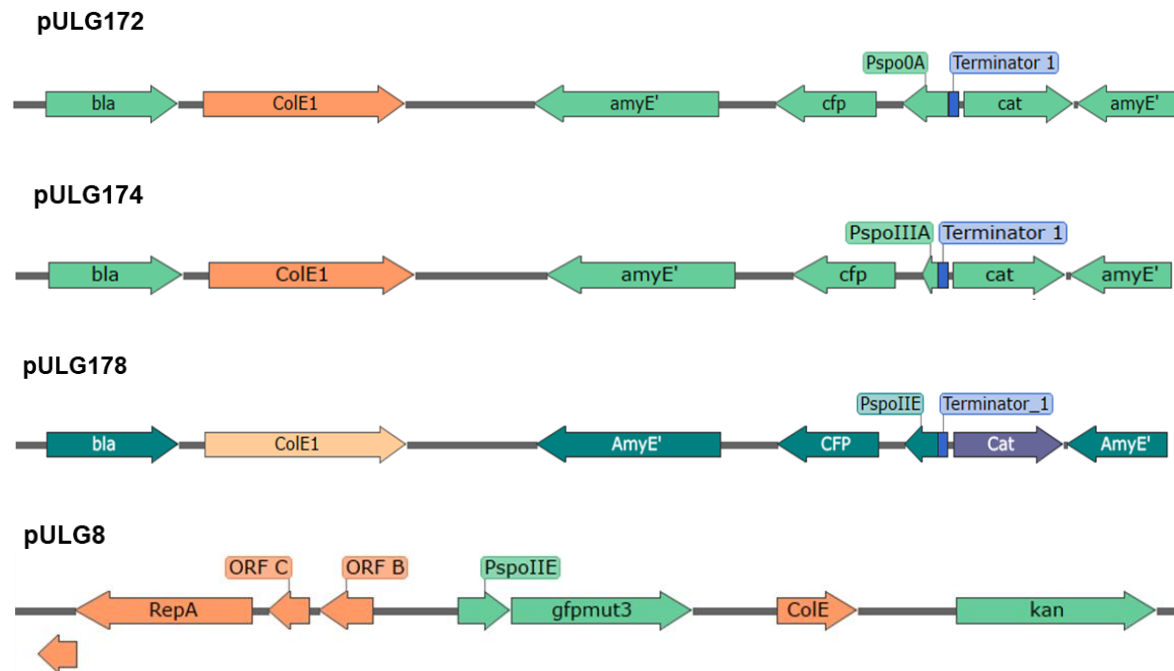 pULG172
PspoOA Terminator 1
bla ColE1 amyE' cfp cat amyE'
pULG174
PspoIIIA Terminator 1
bla ColE1 amyE' cfp cat amyE'
pULG178
PspoIIE Terminator_1
bla ColE1 AmyE' CFP Cat AmyE'
pULG8
ORF C ORF B PspoIIE
RepA gfpmut3 ColE kan